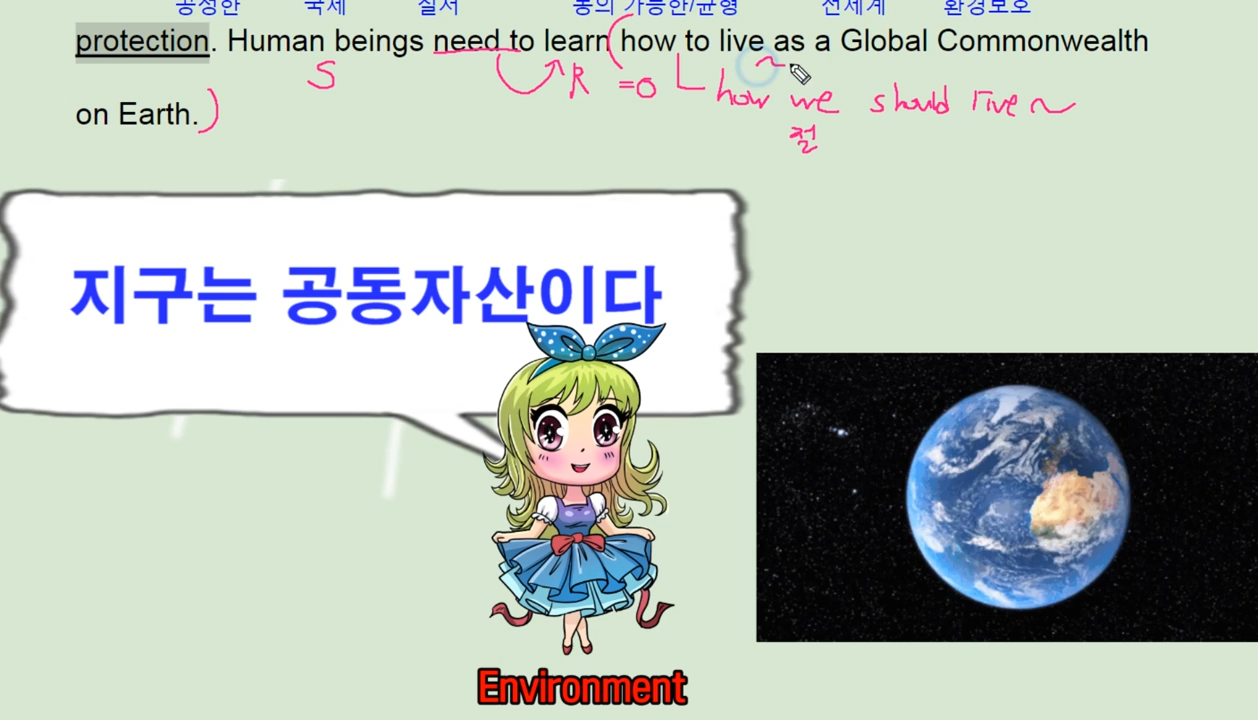 공정한 국제 질서 동의 가능한/균형 전세계 환경보호
protection. Human beings need to learn how to live as a Global Commonwealth
S R =O how we should live ~
on Earth.
절
지구는 공동자산이다
Environment